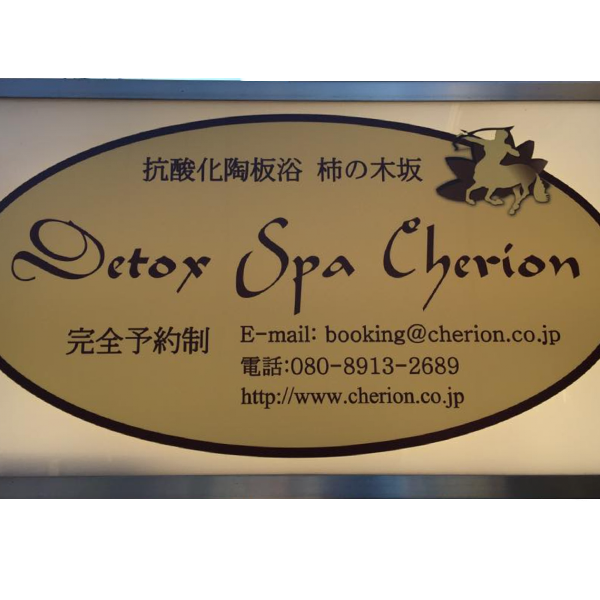 抗酸化陶板浴 柿の木坂
Detox Spa Cherion
完全予約制
E-mail: booking@cherion.co.jp
電話:080-8913-2689
http://www.cherion.co.jp